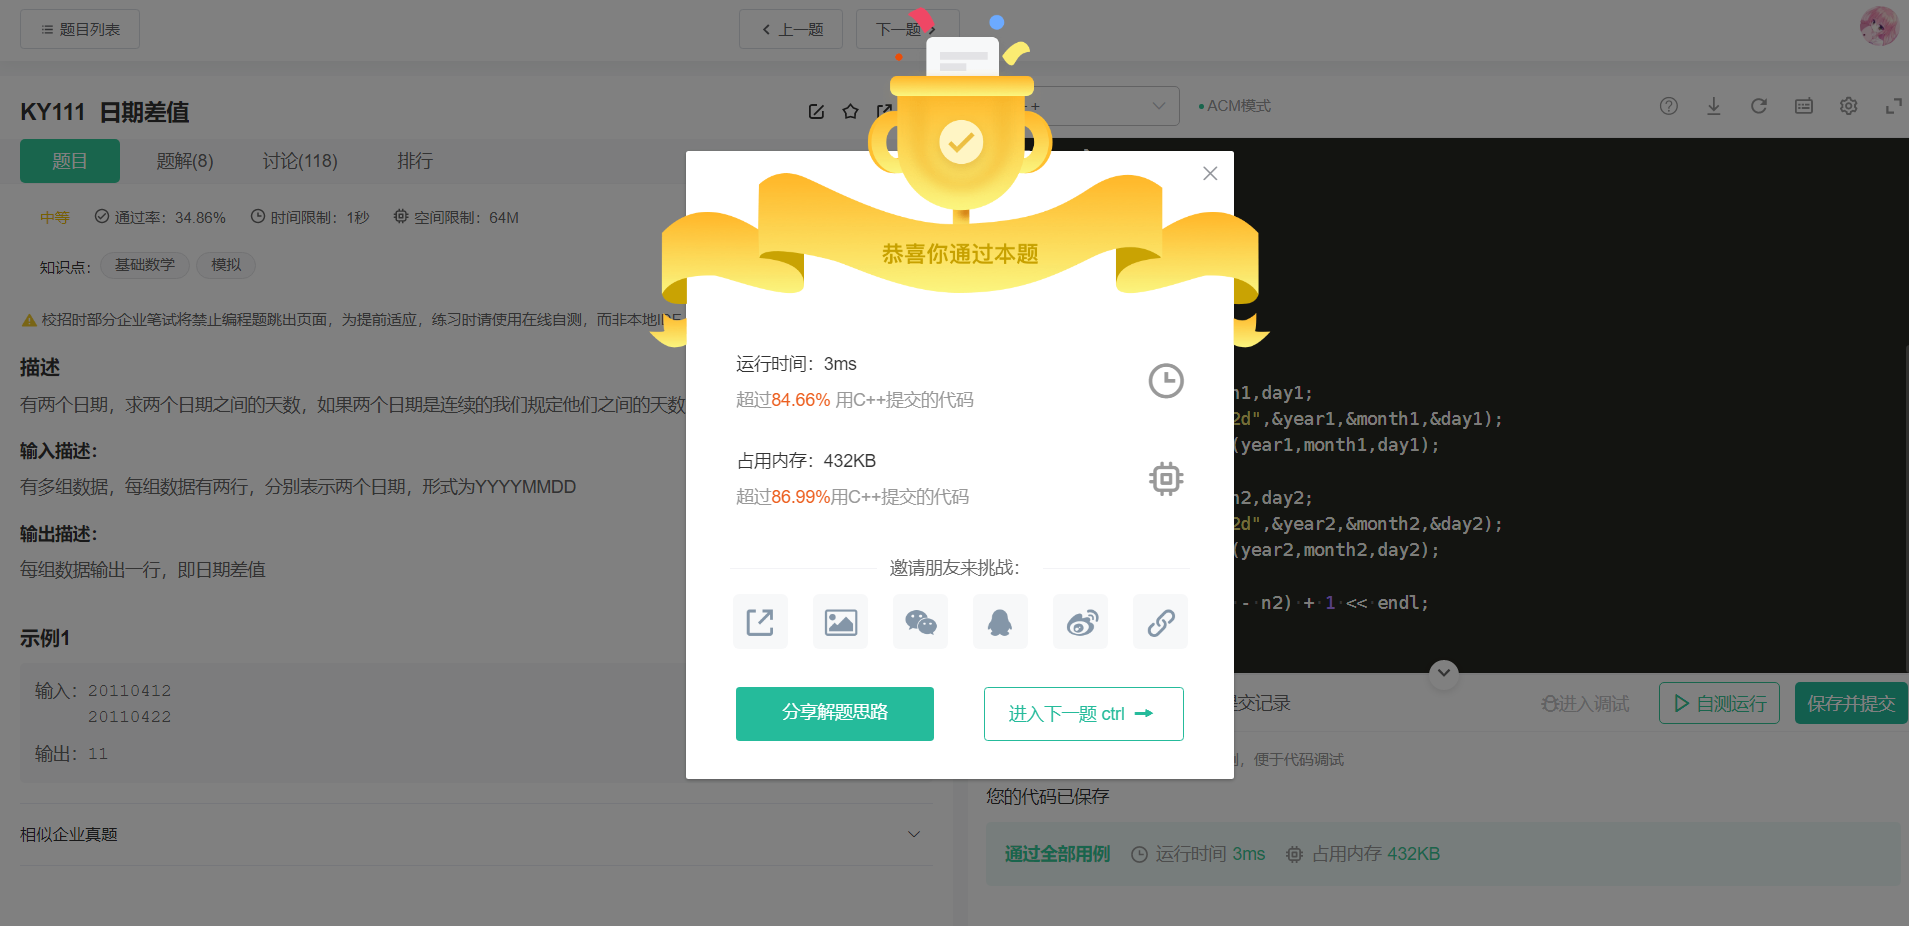 题目列表
上一题
下一题
KY111 日期差值
ACM模式
题目
题解(8)
讨论(118)
排行
中等
通过率：34.86%
时间限制：1秒
空间限制：64M
知识点：
基础数学
模拟
校招时部分企业笔试将禁止编程题跳出页面，为提前适应，练习时请使用在线自测，而非本地IDE
描述
有两个日期，求两个日期之间的天数，如果两个日期是连续的我们规定他们之间的天数
输入描述：
有多组数据，每组数据有两行，分别表示两个日期，形式为YYYYMMDD
输出描述：
每组数据输出一行，即日期差值
示例1
输入：20110412
20110422
输出：11
相似企业真题
恭喜你通过本题
运行时间：3ms
超过84.66% 用C++提交的代码
占用内存：432KB
超过86.99%用C++提交的代码
邀请朋友来挑战：
分享解题思路
进入下一题 ctrl
h1,day1;
2d",&year1,&month1,&day1);
(year1,month1,day1);
h2,day2;
2d",&year2,&month2,&day2);
(year2,month2,day2);
- n2) + 1 << endl;
提交记录
进入调试
自测运行
保存并提交
，便于代码调试
您的代码已保存
通过全部用例
运行时间 3ms
占用内存 432KB